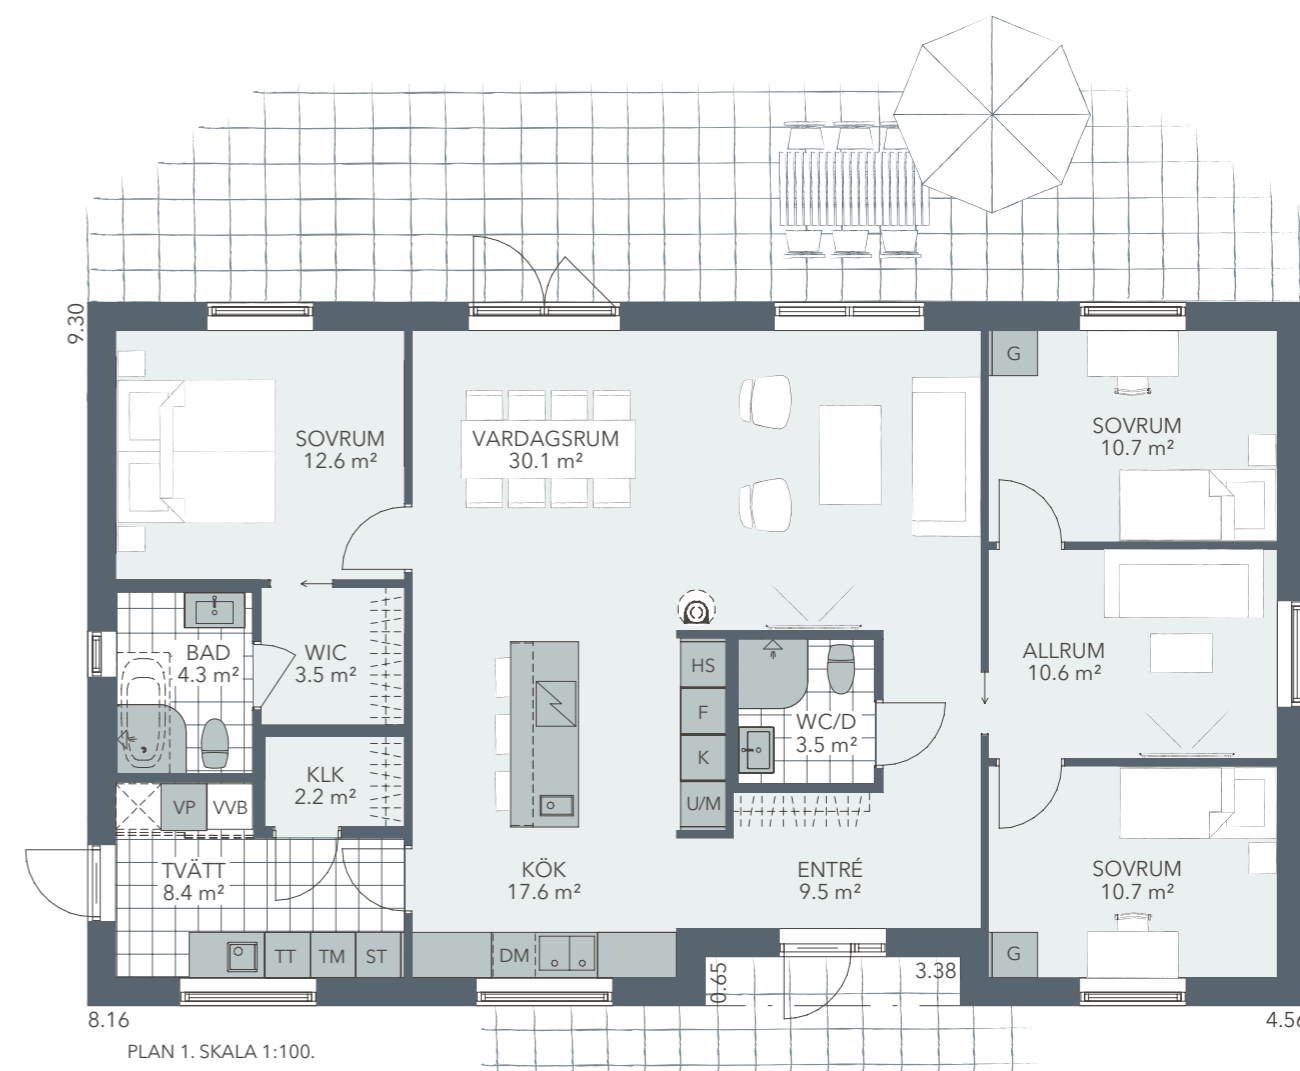 9.30
G
SOVRUM
12.6 m²
VARDAGSRUM
30.1 m²
SOVRUM
10.7 m²
BAD
4.3 m²
WIC
3.5 m²
HS
F
K
U/M
WC/D
3.5 m²
ALLRUM
10.6 m²
KLK
2.2 m²
VP
VVB
TVÄTT
8.4 m²
KÖK
17.6 m²
ENTRÉ
9.5 m²
SOVRUM
10.7 m²
TT
TM
ST
DM
G
0.65
3.38
8.16
4.56
PLAN 1. SKALA 1:100.